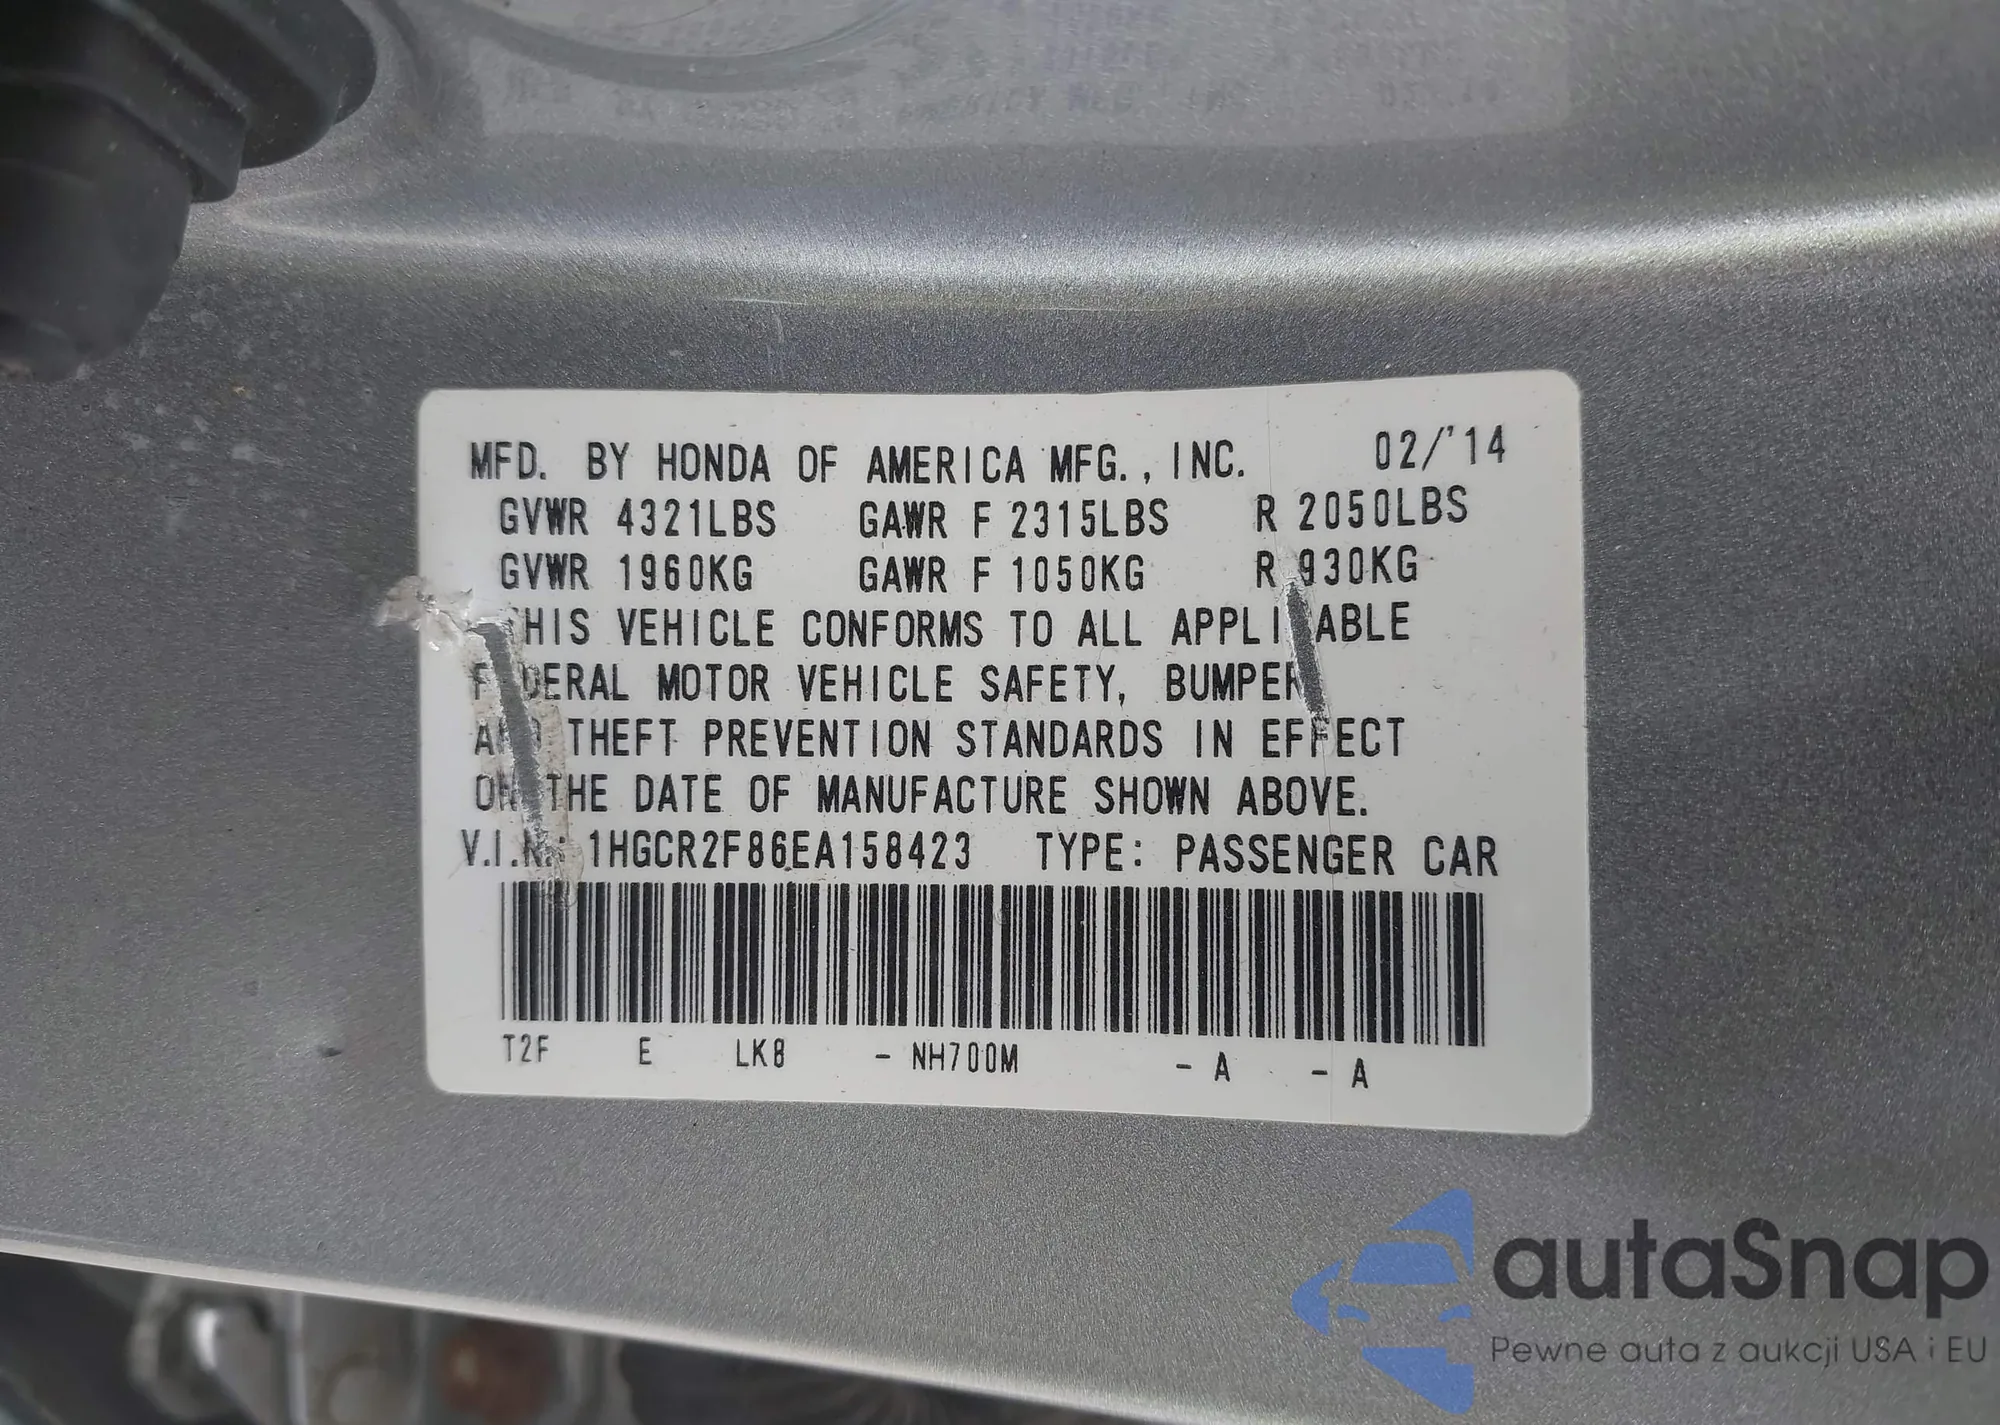 MFD. BY HONDA OF AMERICA MFG., INC. 02/'14
GVWR 4321LBS GAWR F 2315LBS R 2050LBS
GVWR 1960KG GAWR F 1050KG R 930KG
THIS VEHICLE CONFORMS TO ALL APPLICABLE
FEDERAL MOTOR VEHICLE SAFETY, BUMPER
AND THEFT PREVENTION STANDARDS IN EFFECT
ON THE DATE OF MANUFACTURE SHOWN ABOVE.
V.I.N.: 1HGCR2F86EA158423 TYPE: PASSENGER CAR
T2F E LK8 - NH700M - A - A
autaSnap
Pewne auta z aukcji USA i EU